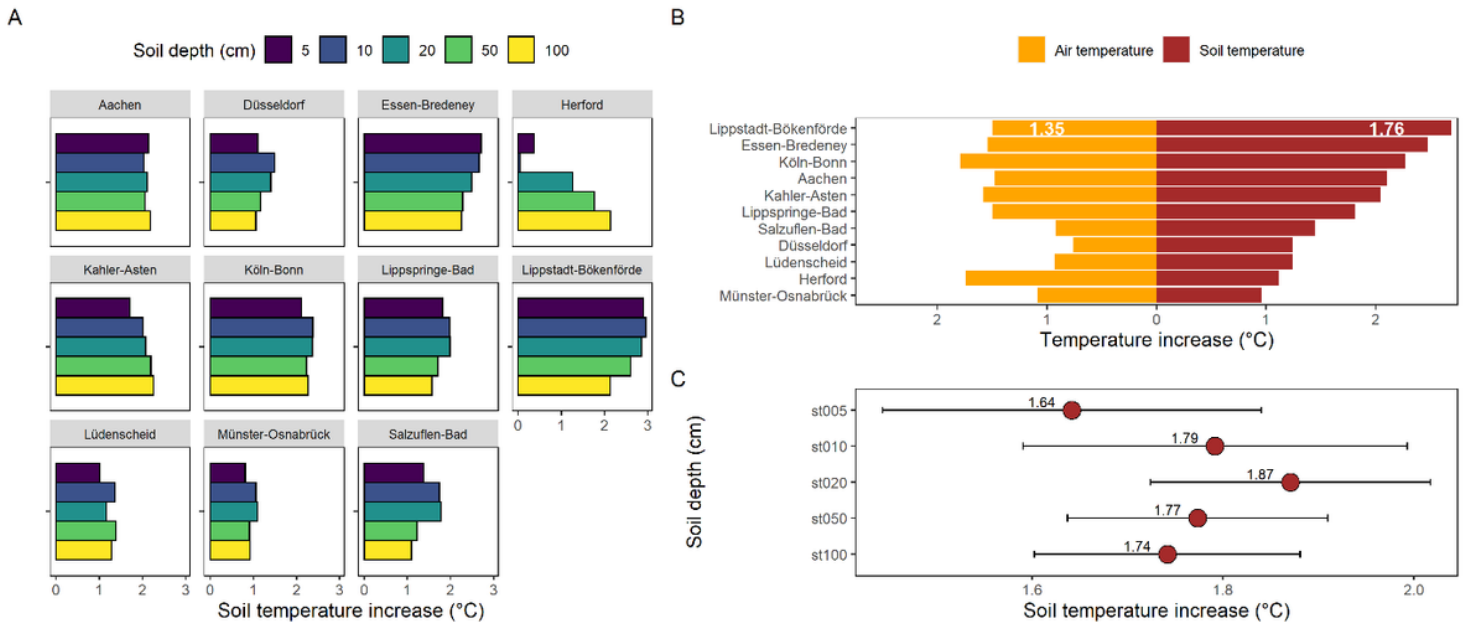 A
Soil depth (cm) 5 10 20 50 100
Aachen Düsseldorf Essen-Bredeney Herford
Kahler-Asten Köln-Bonn Lippspringe-Bad Lippstadt-Bökenförde
0 1 2 3
Lüdenscheid Münster-Osnabrück Salzuflen-Bad
0 1 2 3 0 1 2 3 0 1 2 3
Soil temperature increase (°C)
B
Air temperature Soil temperature
Lippstadt-Bökenförde 1.35 1.76
Essen-Bredeney
Köln-Bonn
Aachen
Kahler-Asten
Lippspringe-Bad
Salzuflen-Bad
Düsseldorf
Lüdenscheid
Herford
Münster-Osnabrück
2 1 0 1 2
Temperature increase (°C)
C
Soil depth (cm)
st005 1.64
st010 1.79
st020 1.87
st050 1.77
st100 1.74
1.6 1.8 2.0
Soil temperature increase (°C)